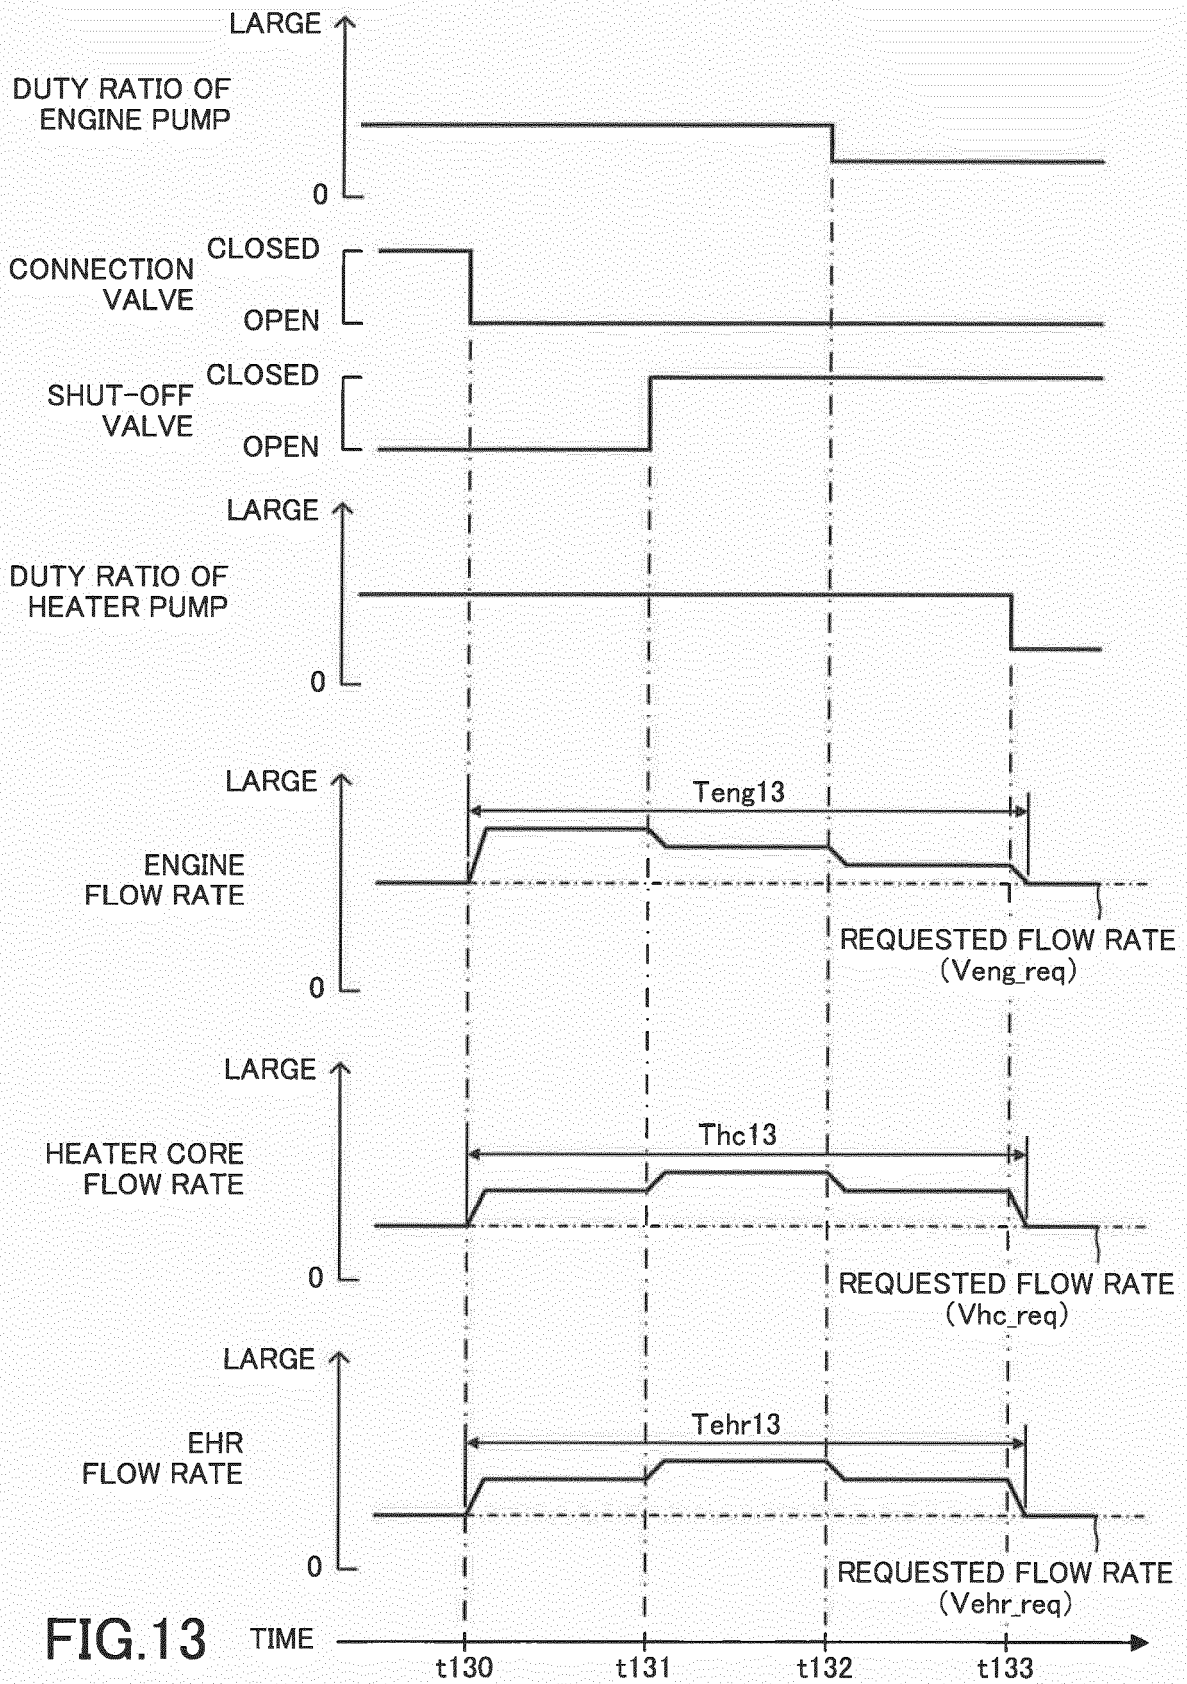 LARGE
DUTY RATIO OF
ENGINE PUMP
0
CLOSED
CONNECTION
VALVE
OPEN
CLOSED
SHUT-OFF
VALVE
OPEN
LARGE
DUTY RATIO OF
HEATER PUMP
0
LARGE
Teng13
ENGINE
FLOW RATE
REQUESTED FLOW RATE
(Veng_req)
0
LARGE
Thc13
HEATER CORE
FLOW RATE
0
REQUESTED FLOW RATE
(Vhc_req)
LARGE
Tehr13
EHR
FLOW RATE
0
REQUESTED FLOW RATE
(Vehr_req)
FIG.13
TIME
t130 t131 t132 t133